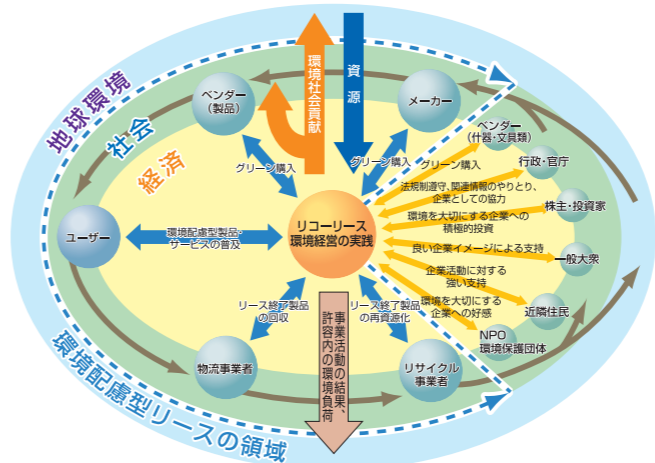 地球環境
社会
経済
環境配慮型リースの領域
環境社会貢献
資源
ベンダー
(製品)
メーカー
ベンダー
(什器・文具類)
行政・官庁
株主・投資家
一般大衆
近隣住民
NPO
環境保護団体
リサイクル
事業者
物流事業者
ユーザー
リコーリース
環境経営の実践
グリーン購入
グリーン購入
グリーン購入
法規制遵守、関連情報のやりとり、
企業としての協力
環境を大切にする企業への
積極的投資
良い企業イメージによる支持
企業活動に対する
強い支持
環境を大切にする
企業への好感
環境配慮型製品・
サービスの普及
リース終了製品
の回収
リース終了製品
の再資源化
事業活動の結果、
許容内の環境負荷